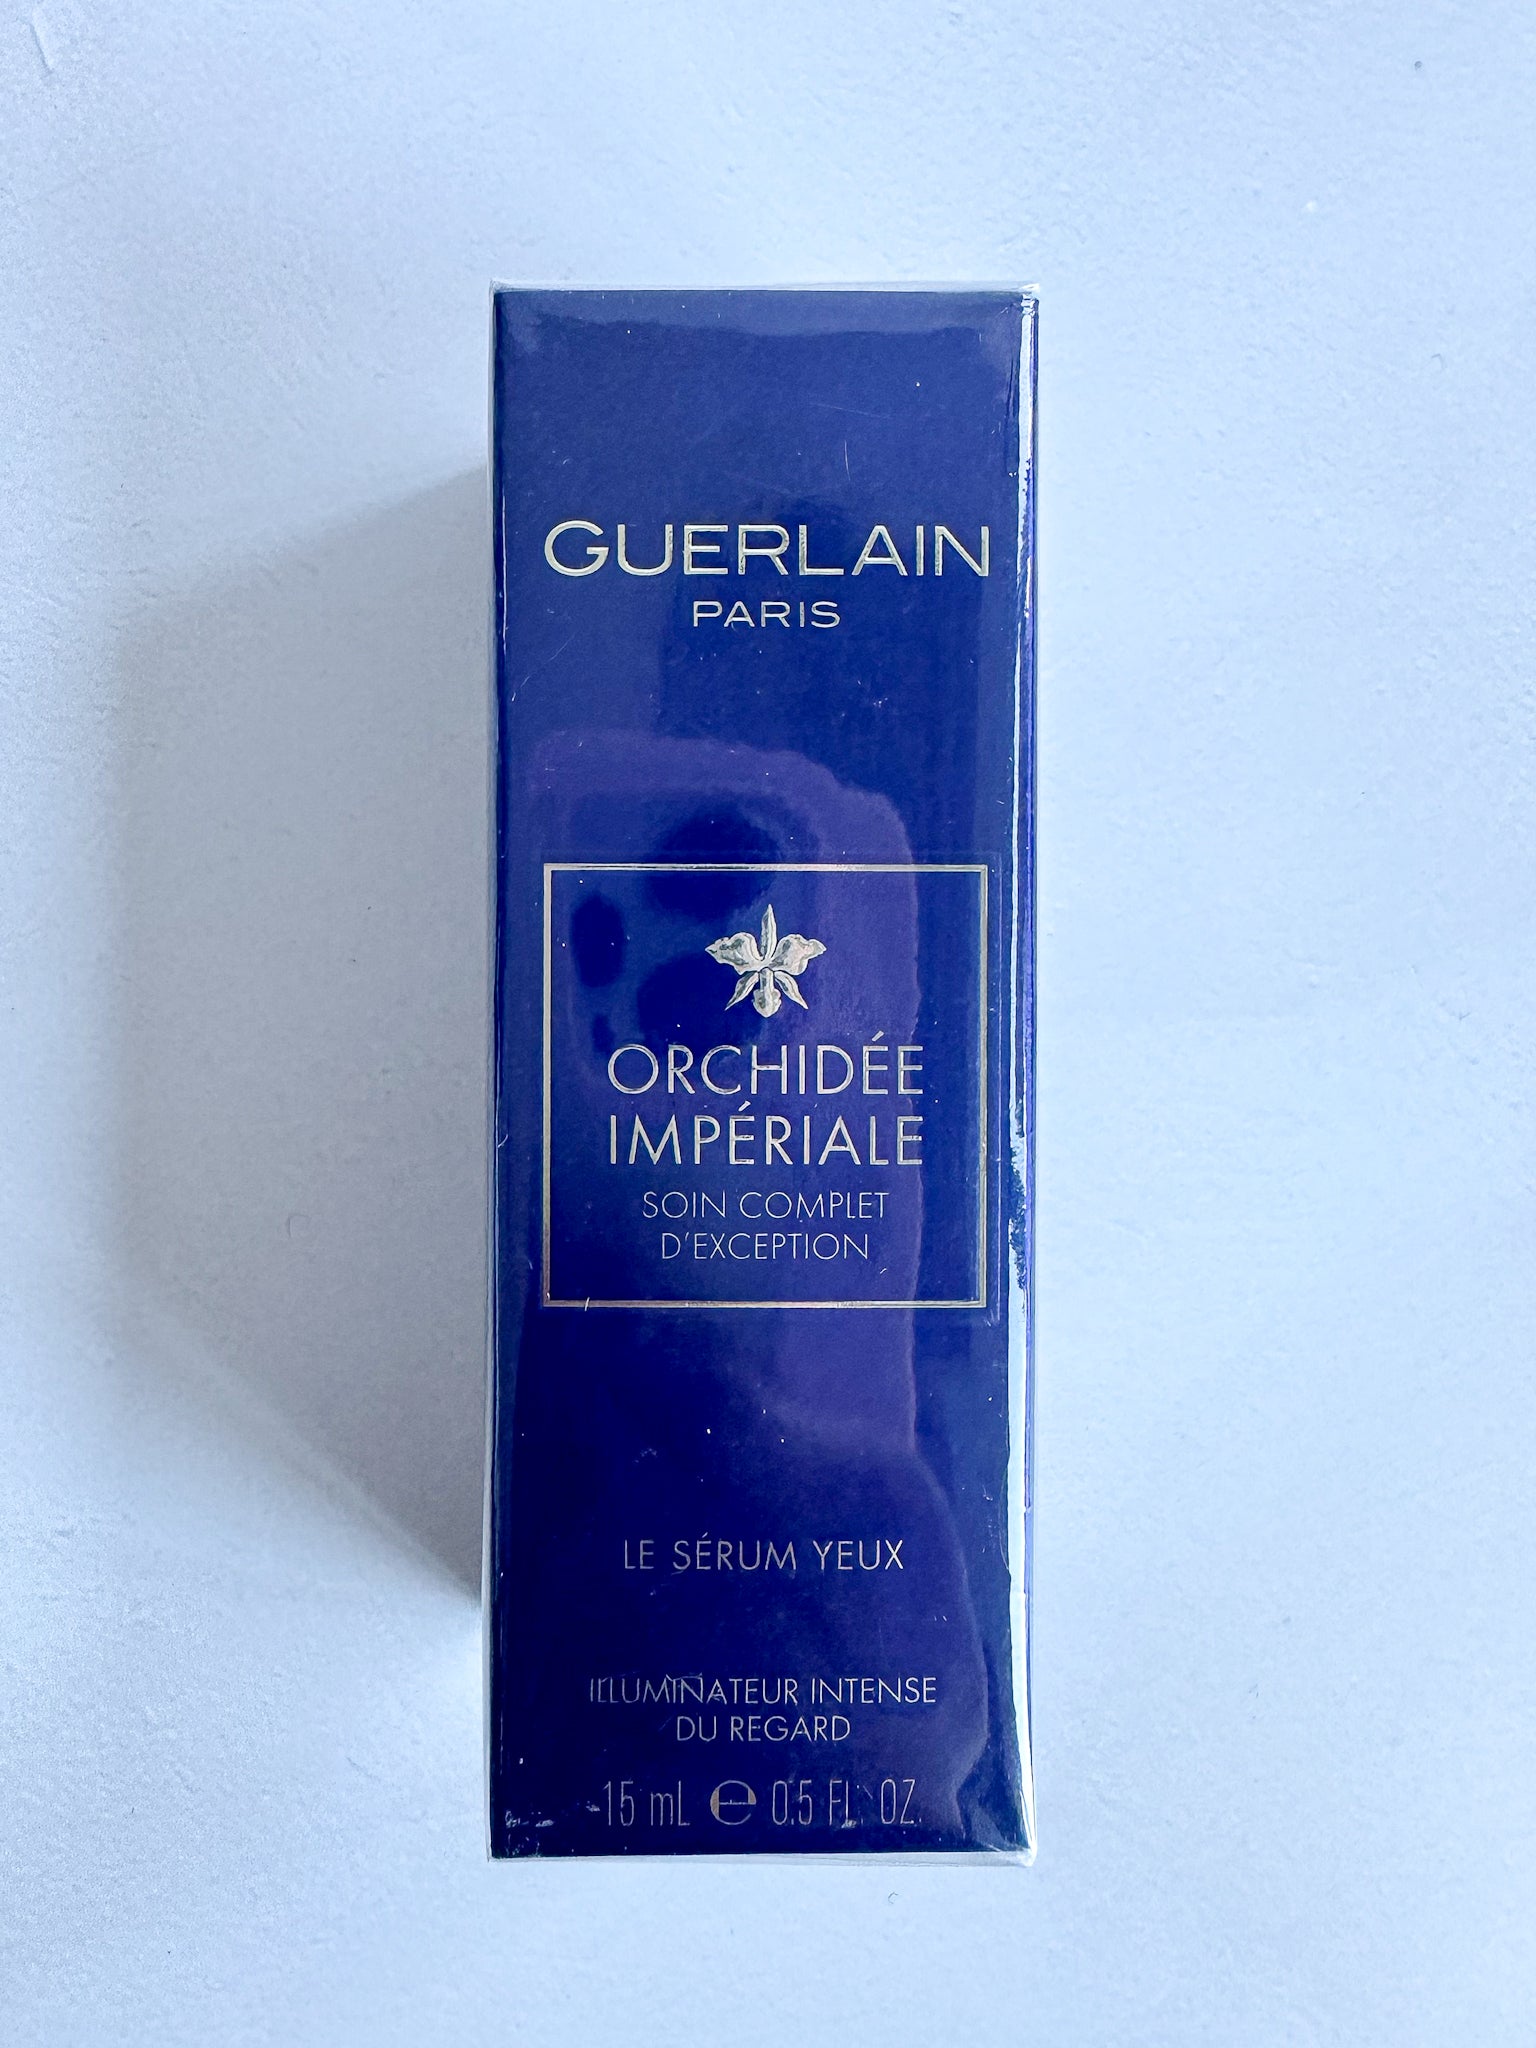 GUERLAIN
PARIS
ORCHIDÉE
IMPÉRIALE
SOIN COMPLET
D'EXCEPTION
LE SÉRUM YEUX
ILLUMINATEUR INTENSE
DU REGARD
15 mL ℮ 0.5 FL. OZ.